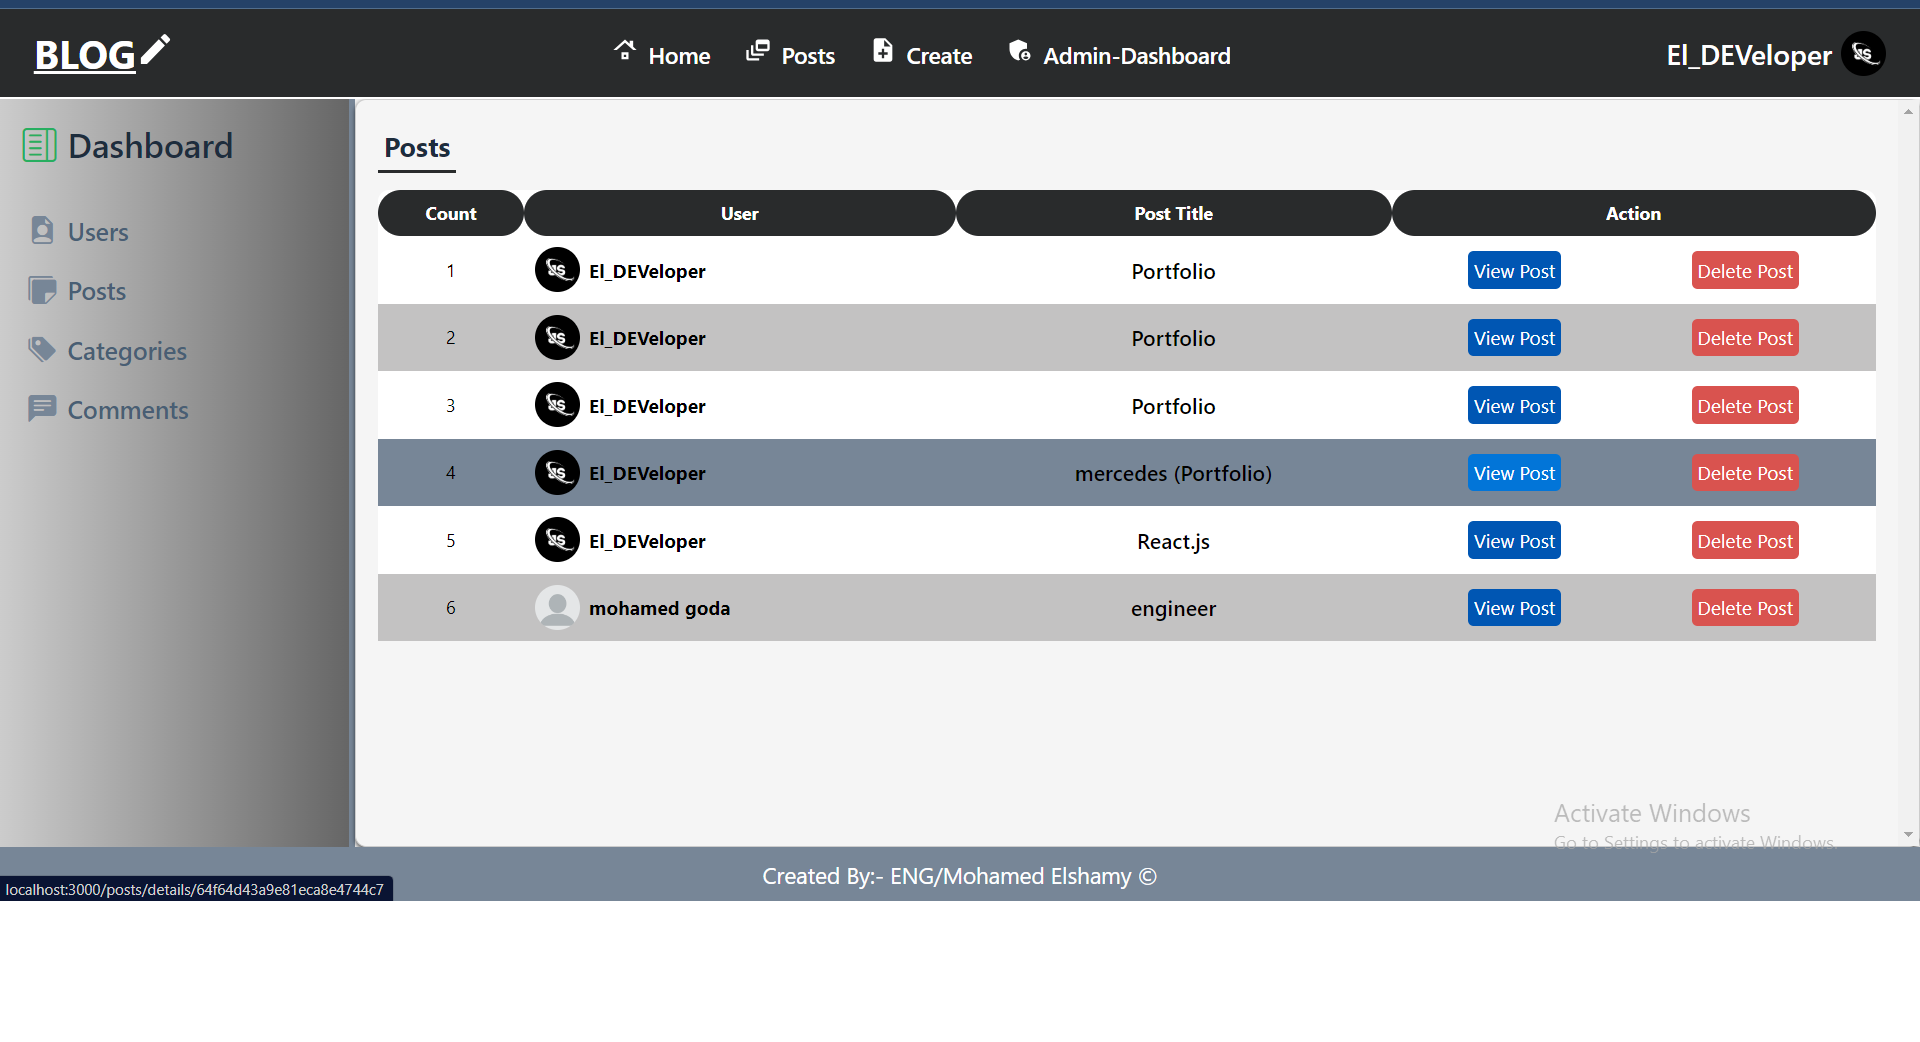 BLOG
Home Posts Create Admin-Dashboard
El_DEVeloper
Dashboard
Users
Posts
Categories
Comments
Posts
Count User Post Title Action
1 El_DEVeloper Portfolio View Post Delete Post
2 El_DEVeloper Portfolio View Post Delete Post
3 El_DEVeloper Portfolio View Post Delete Post
4 El_DEVeloper mercedes (Portfolio) View Post Delete Post
5 El_DEVeloper React.js View Post Delete Post
6 mohamed goda engineer View Post Delete Post
Activate Windows
Go to Settings to activate Windows.
Created By:- ENG/Mohamed Elshamy ©
localhost:3000/posts/details/64f64d43a9e81eca8e4744c7